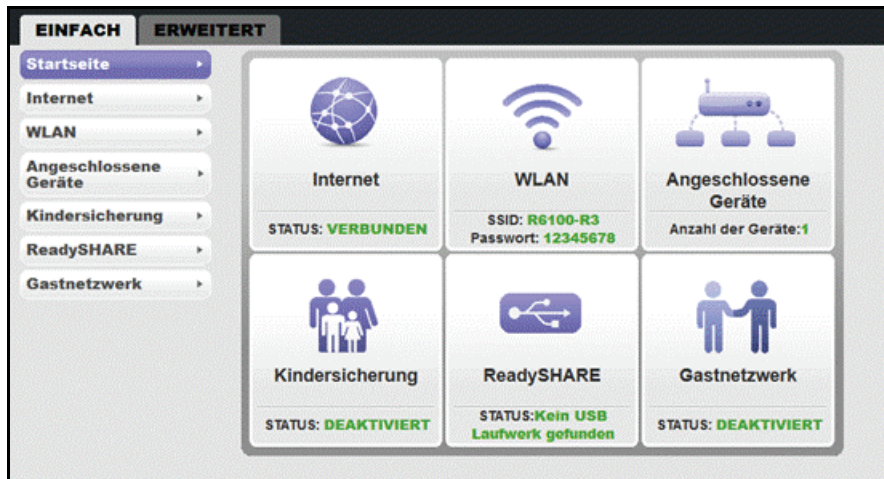 EINFACH ERWEITERT
Startseite
Internet
WLAN
Angeschlossene
Geräte
Kindersicherung
ReadySHARE
Gastnetzwerk
Internet
STATUS: VERBUNDEN
WLAN
SSID: R6100-R3
Passwort: 12345678
Angeschlossene
Geräte
Anzahl der Geräte:1
Kindersicherung
STATUS: DEAKTIVIERT
ReadySHARE
STATUS:Kein USB
Laufwerk gefunden
Gastnetzwerk
STATUS: DEAKTIVIERT